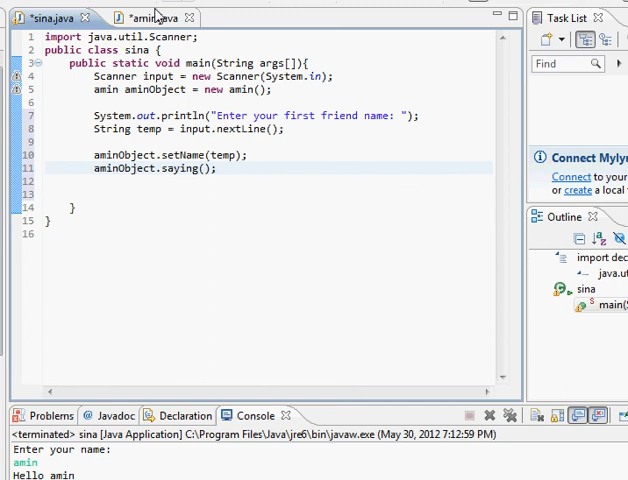 *sina.java
*amin.java
Task List
1 import java.util.Scanner;
2 public class sina {
3 public static void main(String args[]){
4 Scanner input = new Scanner(System.in);
5 amin aminObject = new amin();
6
7 System.out.println("Enter your first friend name: ");
8 String temp = input.nextLine();
9
10 aminObject.setName(temp);
11 aminObject.saying();
12
13
14 }
15 }
16
Find
Connect Myly
Connect to your
or create a local
Outline
import dec
java.ut
sina
main(S
Problems
Javadoc
Declaration
Console
<terminated> sina [Java Application] C:\Program Files\Java\jre6\bin\javaw.exe (May 30, 2012 7:12:59 PM)
Enter your name:
amin
Hello amin